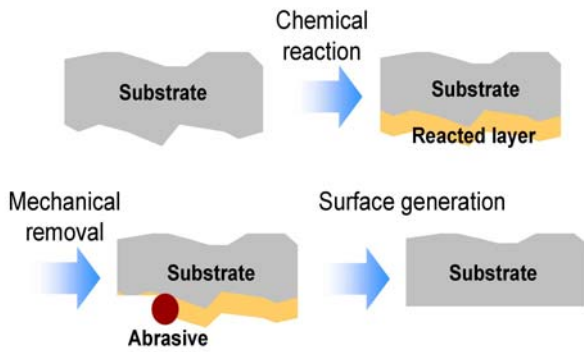 Chemical
reaction
Substrate
Substrate
Reacted layer
Mechanical
removal
Surface generation
Substrate
Substrate
Abrasive